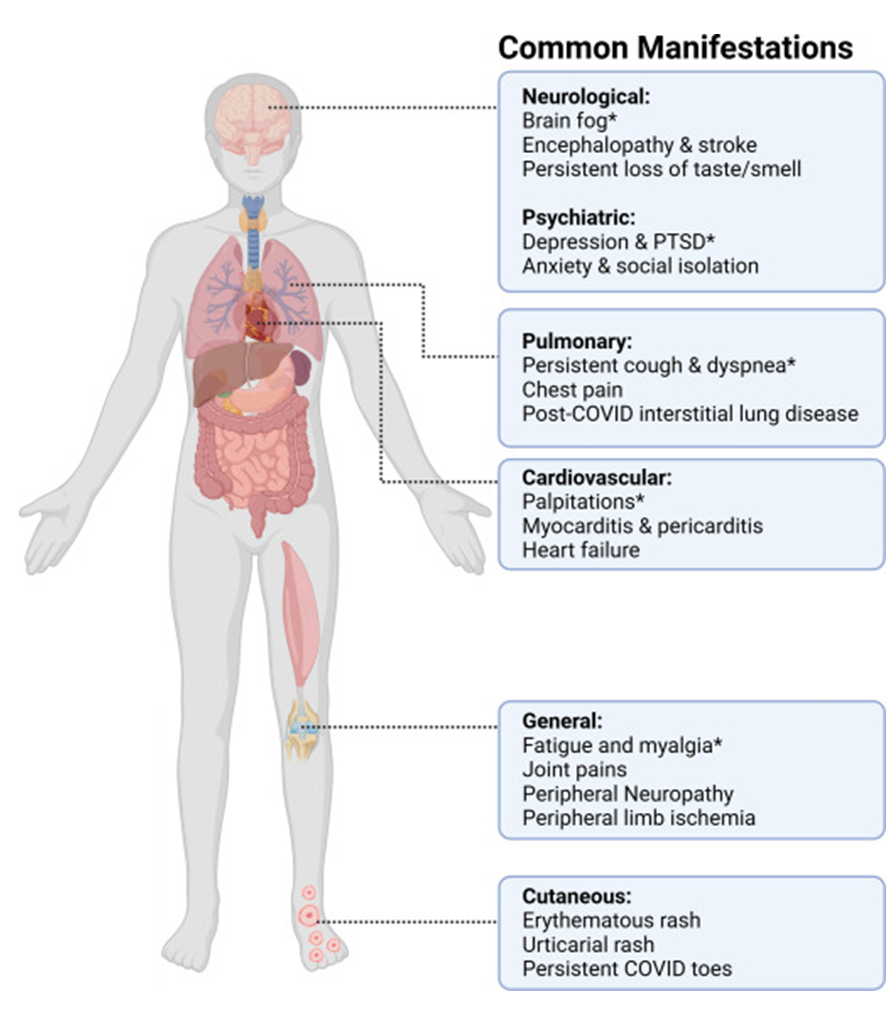 Common Manifestations
Neurological:
Brain fog*
Encephalopathy & stroke
Persistent loss of taste/smell
Psychiatric:
Depression & PTSD*
Anxiety & social isolation
Pulmonary:
Persistent cough & dyspnea*
Chest pain
Post-COVID interstitial lung disease
Cardiovascular:
Palpitations*
Myocarditis & pericarditis
Heart failure
General:
Fatigue and myalgia*
Joint pains
Peripheral Neuropathy
Peripheral limb ischemia
Cutaneous:
Erythematous rash
Urticarial rash
Persistent COVID toes